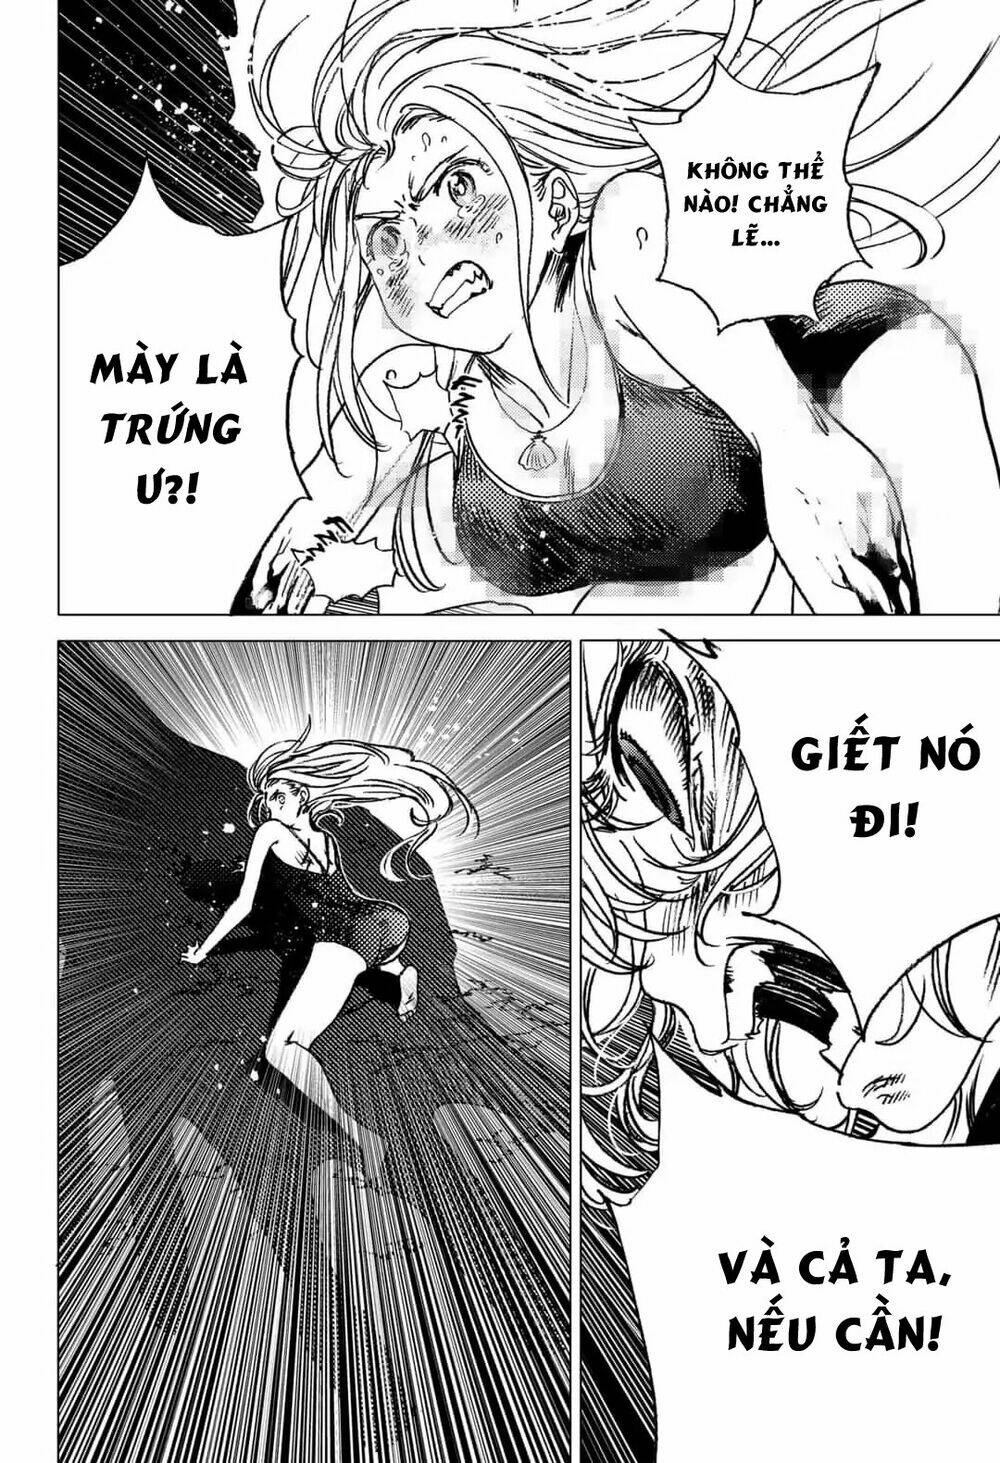 KHÔNG THỂ
NÀO! CHẲNG
LẼ...
MÀY LÀ
TRỨNG
Ư?!
GIẾT NÓ
ĐI!
VÀ CẢ TA,
NẾU CẦN!